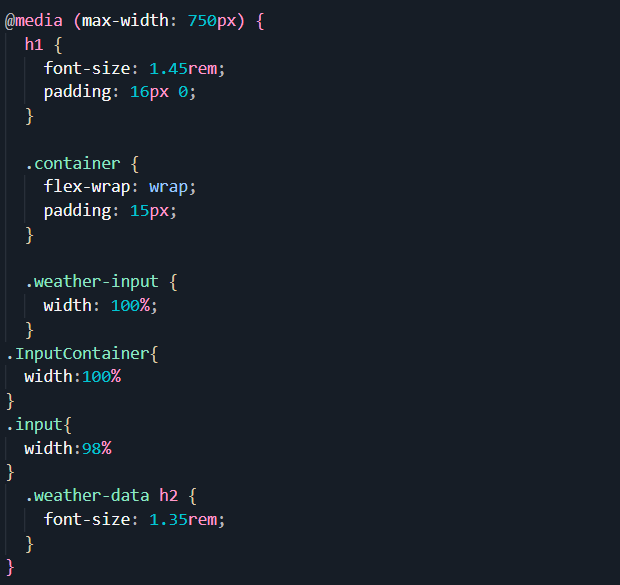 @media (max-width: 750px) {
  h1 {
    font-size: 1.45rem;
    padding: 16px 0;
  }

  .container {
    flex-wrap: wrap;
    padding: 15px;
  }

  .weather-input {
    width: 100%;
  }
.InputContainer{
  width:100%
}
.input{
  width:98%
}
  .weather-data h2 {
    font-size: 1.35rem;
  }
}